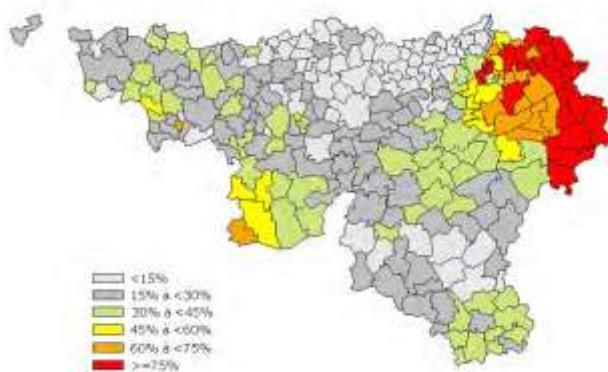 <15%
15% à <30%
30% à <45%
45% à <60%
60% à <75%
>=75%